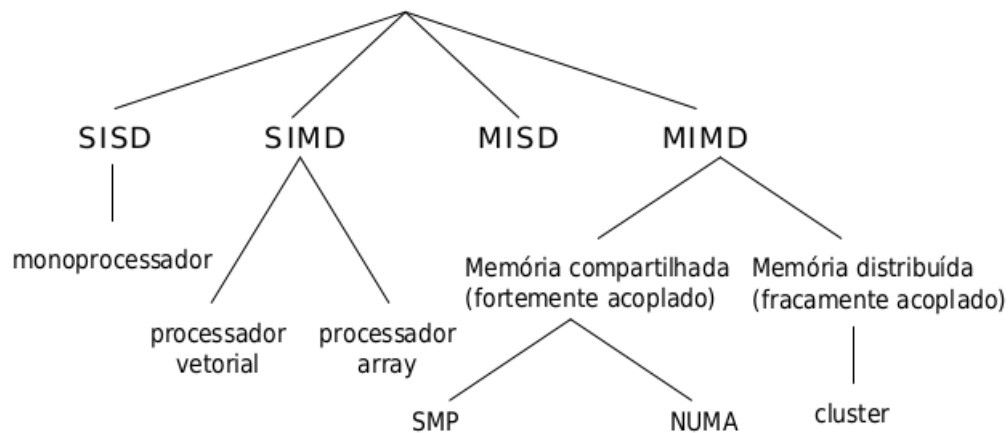 SISD
SIMD
MISD
MIMD
monoprocessador
Memória compartilhada
(fortemente acoplado)
Memória distribuída
(fracamente acoplado)
processador
vetorial
processador
array
SMP
NUMA
cluster